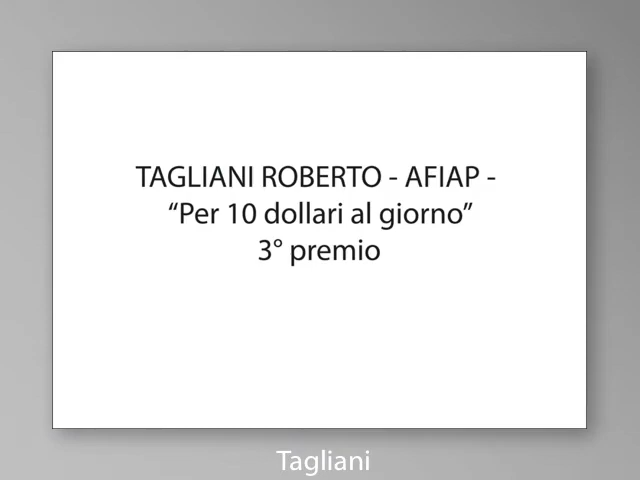 TAGLIANI ROBERTO - AFIAP -
“Per 10 dollari al giorno”
3° premio
Tagliani